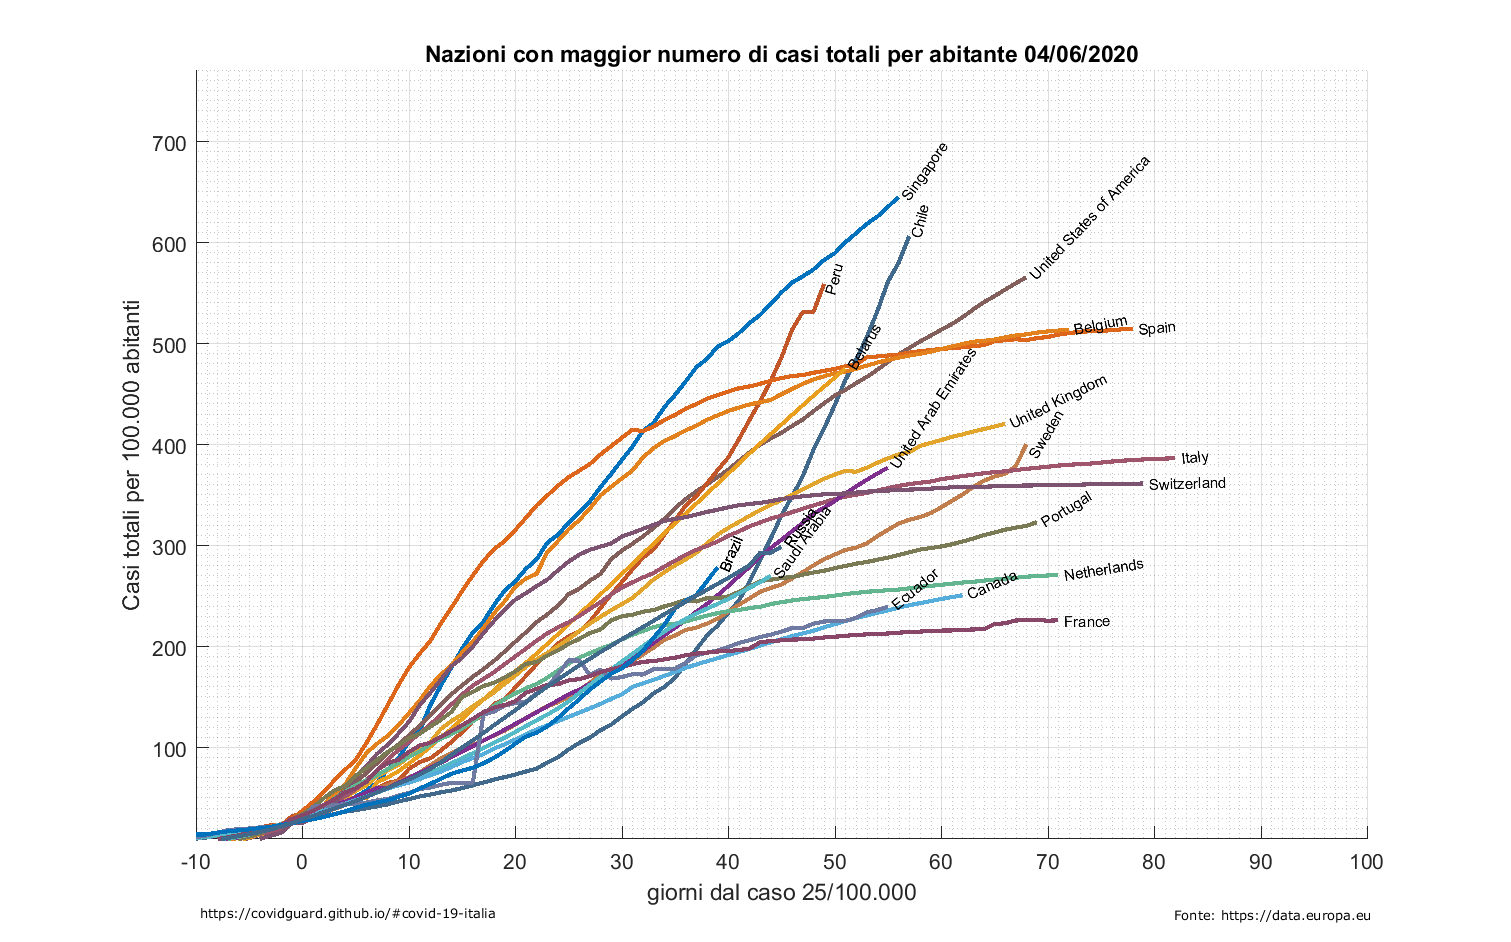 Nazioni con maggior numero di casi totali per abitante 04/06/2020
Casi totali per 100.000 abitanti
700
600
500
400
300
200
100
Singapore
Chile
United States of America
Peru
Belgium
Spain
Belarus
United Arab Emirates
United Kingdom
Sweden
Italy
Switzerland
Portugal
Russia
Saudi Arabia
Brazil
Netherlands
Ecuador
Canada
France
-10 0 10 20 30 40 50 60 70 80 90 100
giorni dal caso 25/100.000
https://covidguard.github.io/#covid-19-italia
Fonte: https://data.europa.eu